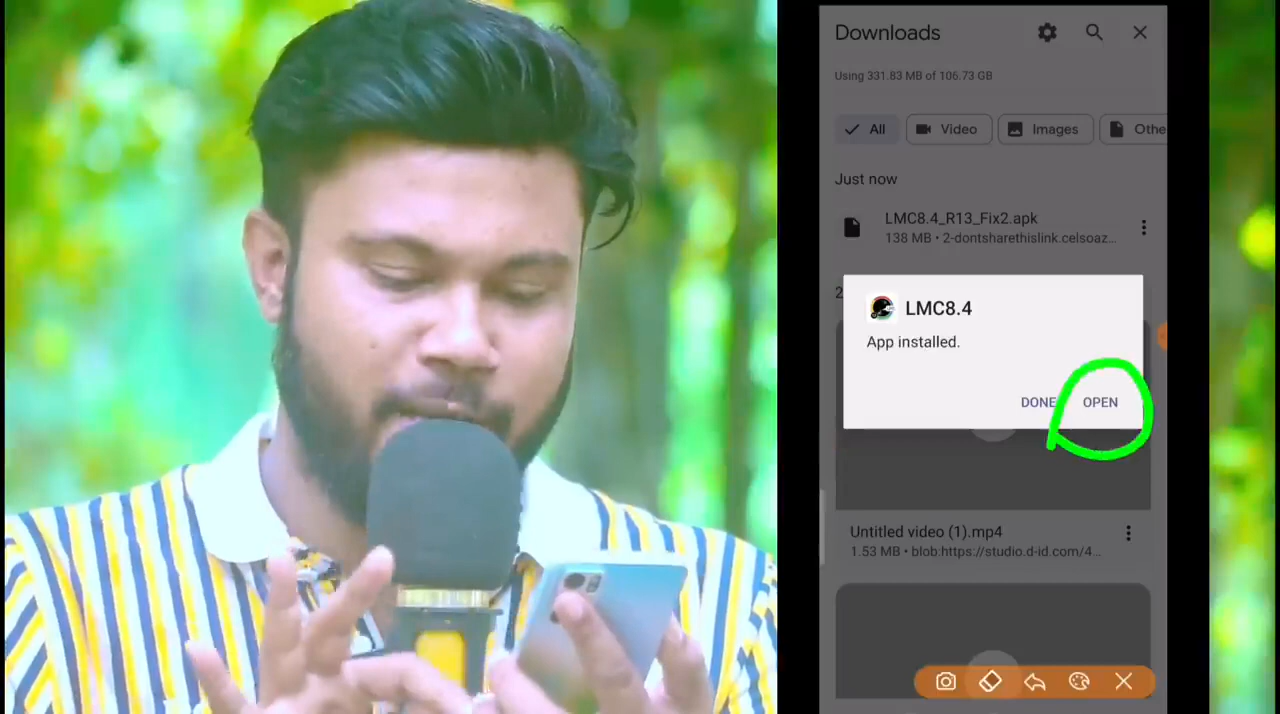 Downloads
Using 331.83 MB of 106.73 GB
All Video Images Othe
Just now
LMC8.4_R13_Fix2.apk
138 MB • 2-dontsharethislink.celsoaz...
2
LMC8.4
App installed.
DONE OPEN
Untitled video (1).mp4
1.53 MB • blob:https://studio.d-id.com/4...